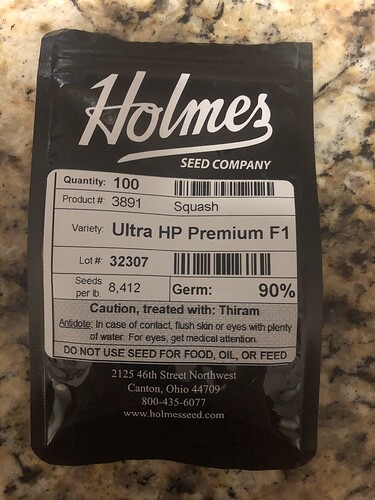 Holmes
SEED COMPANY
Quantity: 100
Product #: 3891 Squash
Variety: Ultra HP Premium F1
Lot #: 32307
Seeds per lb. 8,412 Germ: 90%
Caution, treated with: Thiram
Antidote: In case of contact, flush skin or eyes with plenty
of water. For eyes, get medical attention.
DO NOT USE SEED FOR FOOD, OIL, OR FEED
2125 46th Street Northwest
Canton, Ohio 44709
800-435-6077
www.holmesseed.com